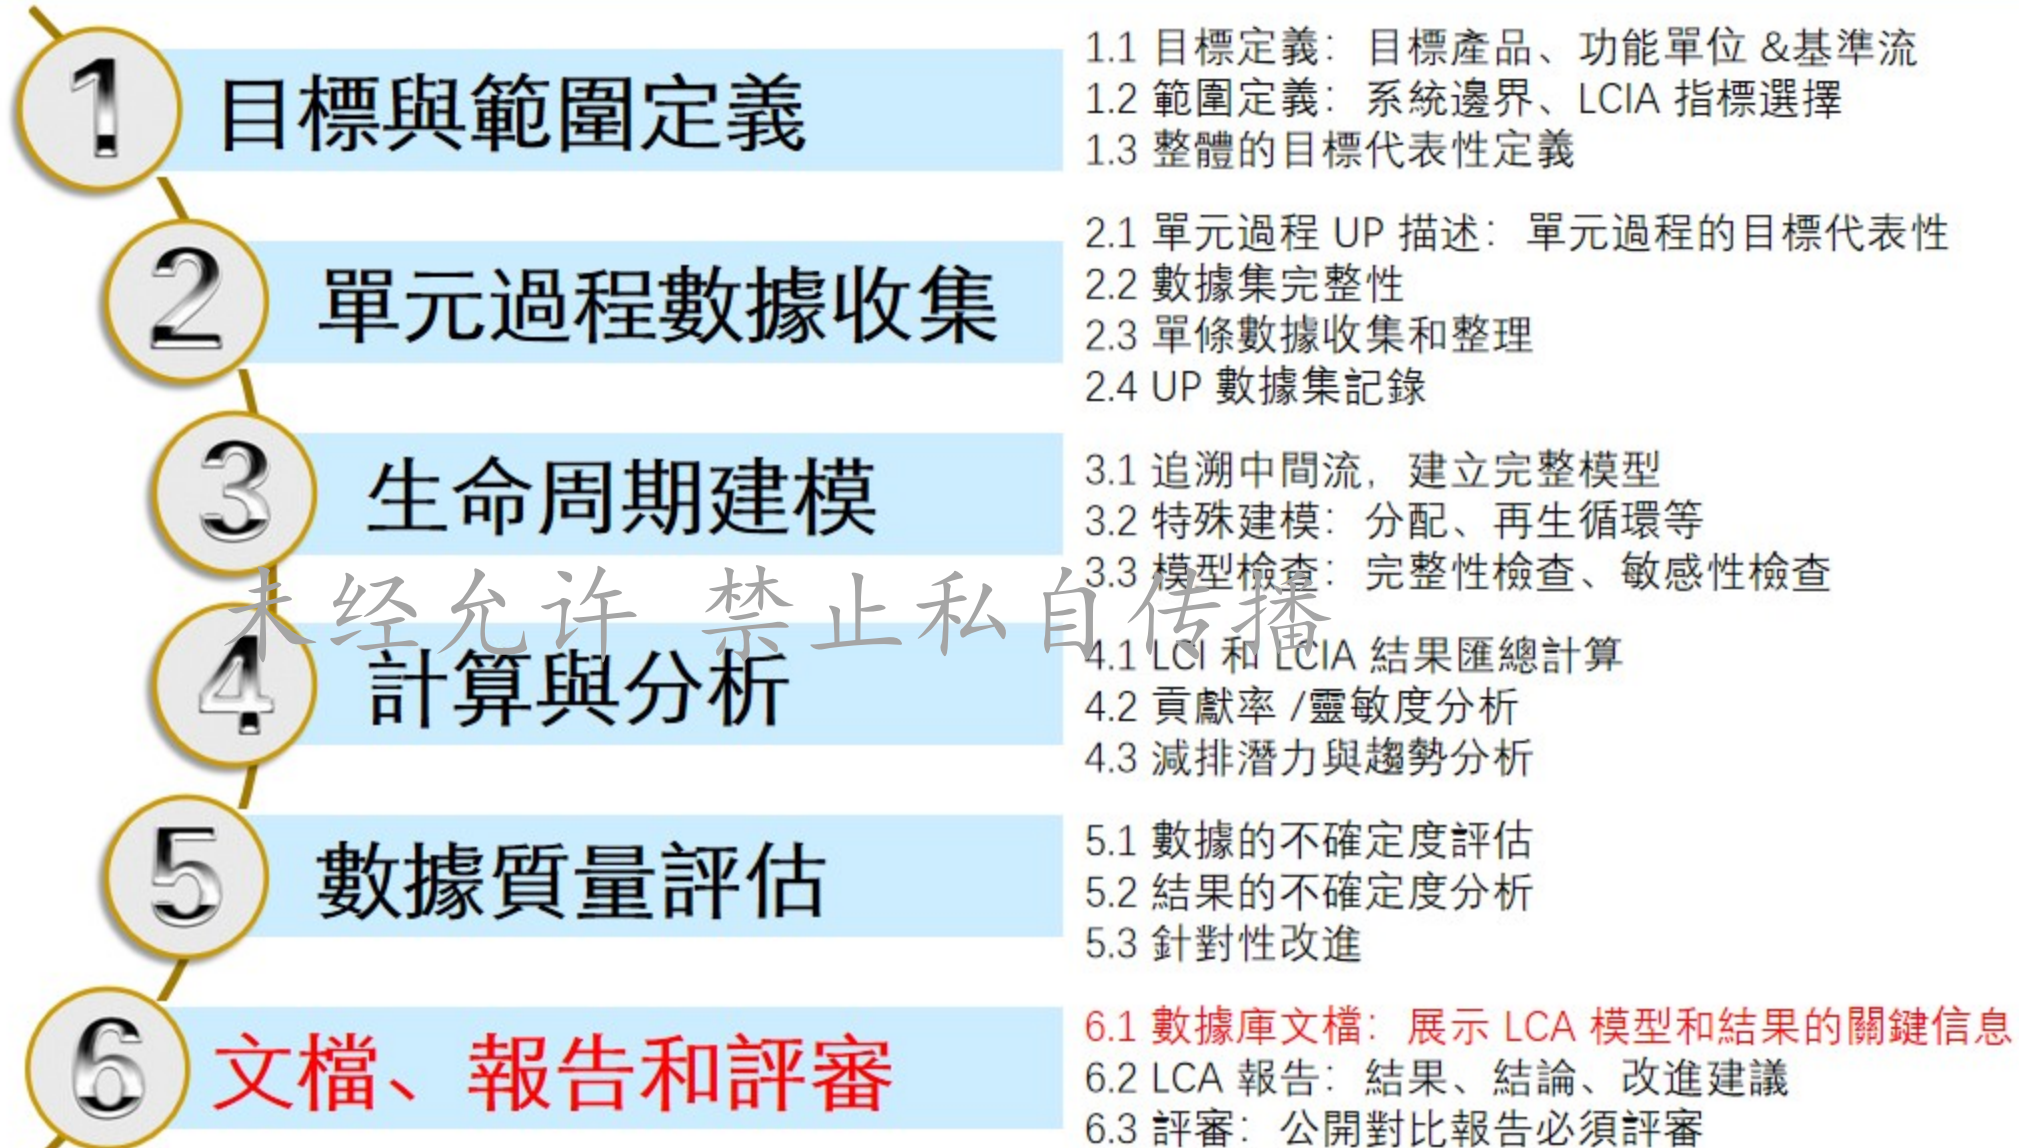 1
目標與範圍定義
1.1 目標定義：目標產品、功能單位 &基準流
1.2 範圍定義：系統邊界、LCIA 指標選擇
1.3 整體的目標代表性定義
2
單元過程數據收集
2.1 單元過程 UP 描述：單元過程的目標代表性
2.2 數據集完整性
2.3 單條數據收集和整理
2.4 UP 數據集記錄
3
生命周期建模
3.1 追溯中間流，建立完整模型
3.2 特殊建模：分配、再生循環等
3.3 模型檢查：完整性檢查、敏感性檢查
未经允许 禁止私自传播
4
計算與分析
4.1 LCI 和 LCIA 結果匯總計算
4.2 貢獻率 /靈敏度分析
4.3 減排潛力與趨勢分析
5
數據質量評估
5.1 數據的不確定度評估
5.2 結果的不確定度分析
5.3 針對性改進
6
文檔、報告和評審
6.1 數據庫文檔：展示 LCA 模型和結果的關鍵信息
6.2 LCA 報告：結果、結論、改進建議
6.3 評審：公開對比報告必須評審